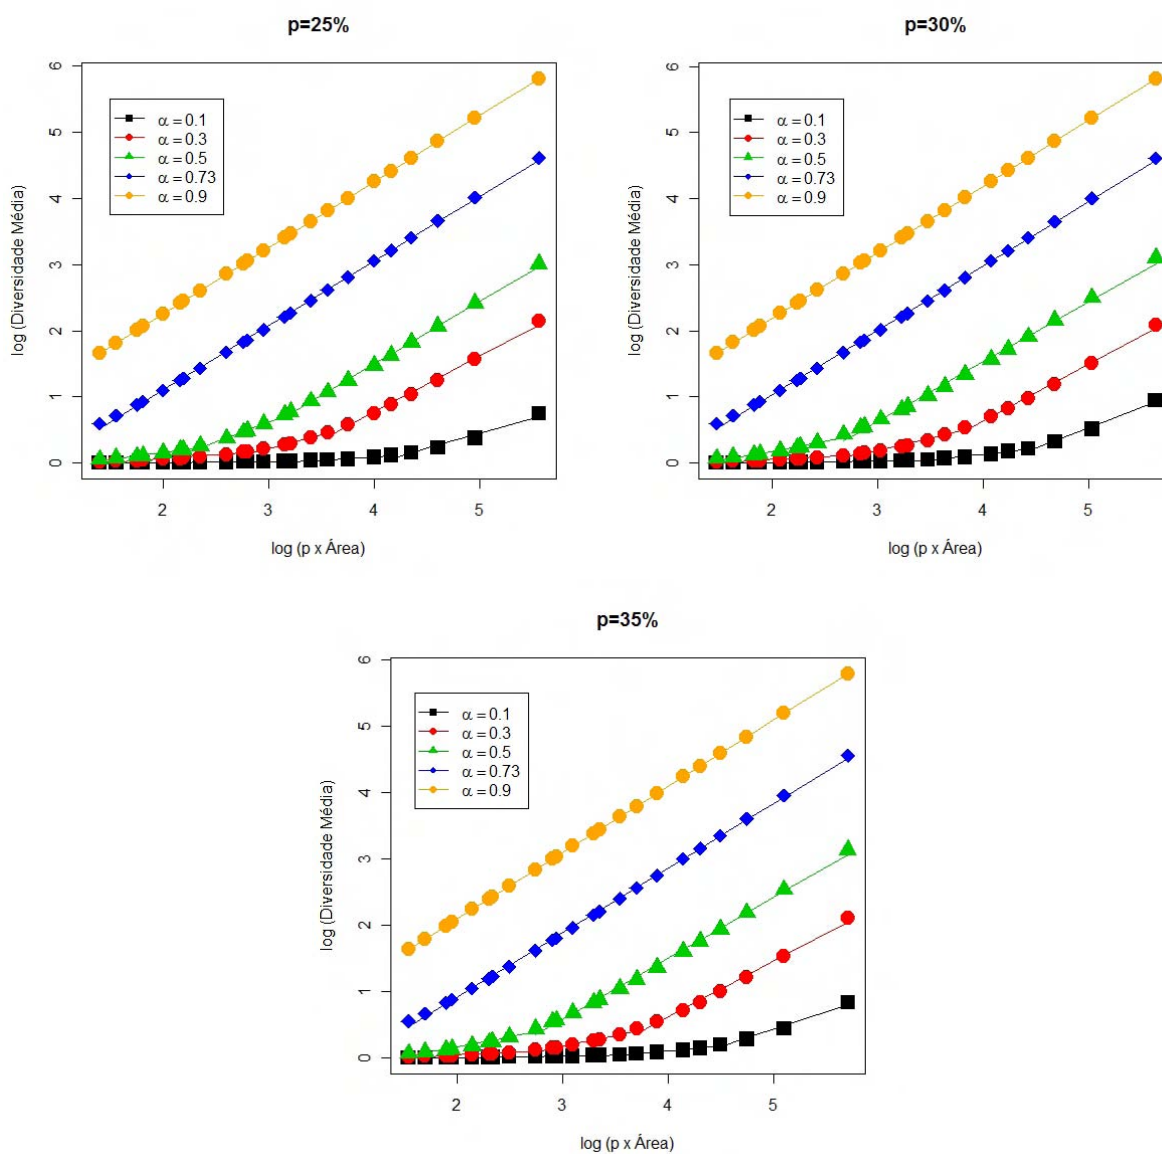 p=25%
log (Diversidade Média)
6
5
4
3
2
1
0
α = 0.1
α = 0.3
α = 0.5
α = 0.73
α = 0.9
2 3 4 5
log (p x Área)
p=30%
log (Diversidade Média)
6
5
4
3
2
1
0
α = 0.1
α = 0.3
α = 0.5
α = 0.73
α = 0.9
2 3 4 5
log (p x Área)
p=35%
log (Diversidade Média)
6
5
4
3
2
1
0
α = 0.1
α = 0.3
α = 0.5
α = 0.73
α = 0.9
2 3 4 5
log (p x Área)